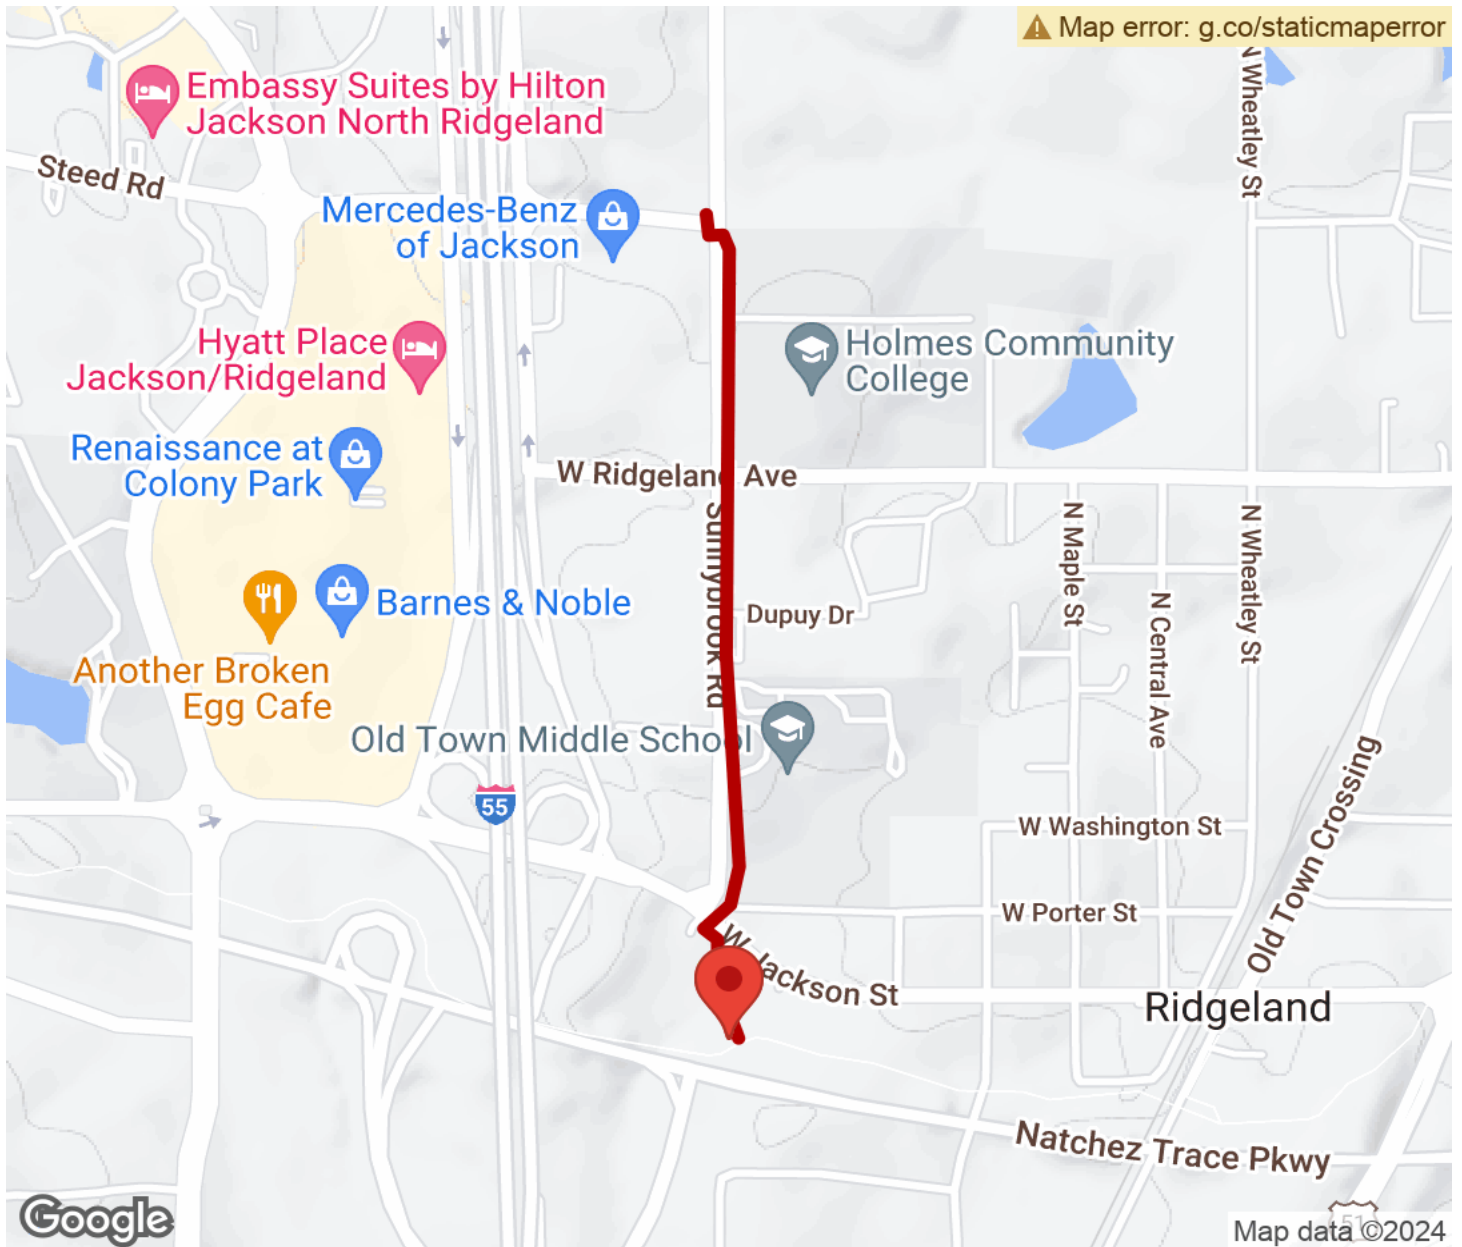 Map error: g.co/staticmaperror
Embassy Suites by Hilton
Jackson North Ridgeland
N Wheatley St
Steed Rd
Mercedes-Benz
of Jackson
Hyatt Place
Jackson/Ridgeland
Holmes Community
College
Renaissance at
Colony Park
W Ridgeland Ave
Sunnybrook Rd
N Maple St
N Wheatley St
Barnes & Noble
Dupuy Dr
N Central Ave
Another Broken
Egg Cafe
Old Town Middle School
55
W Washington St
Old Town Crossing
W Porter St
W Jackson St
Ridgeland
Natchez Trace Pkwy
51
Google
Map data ©2024